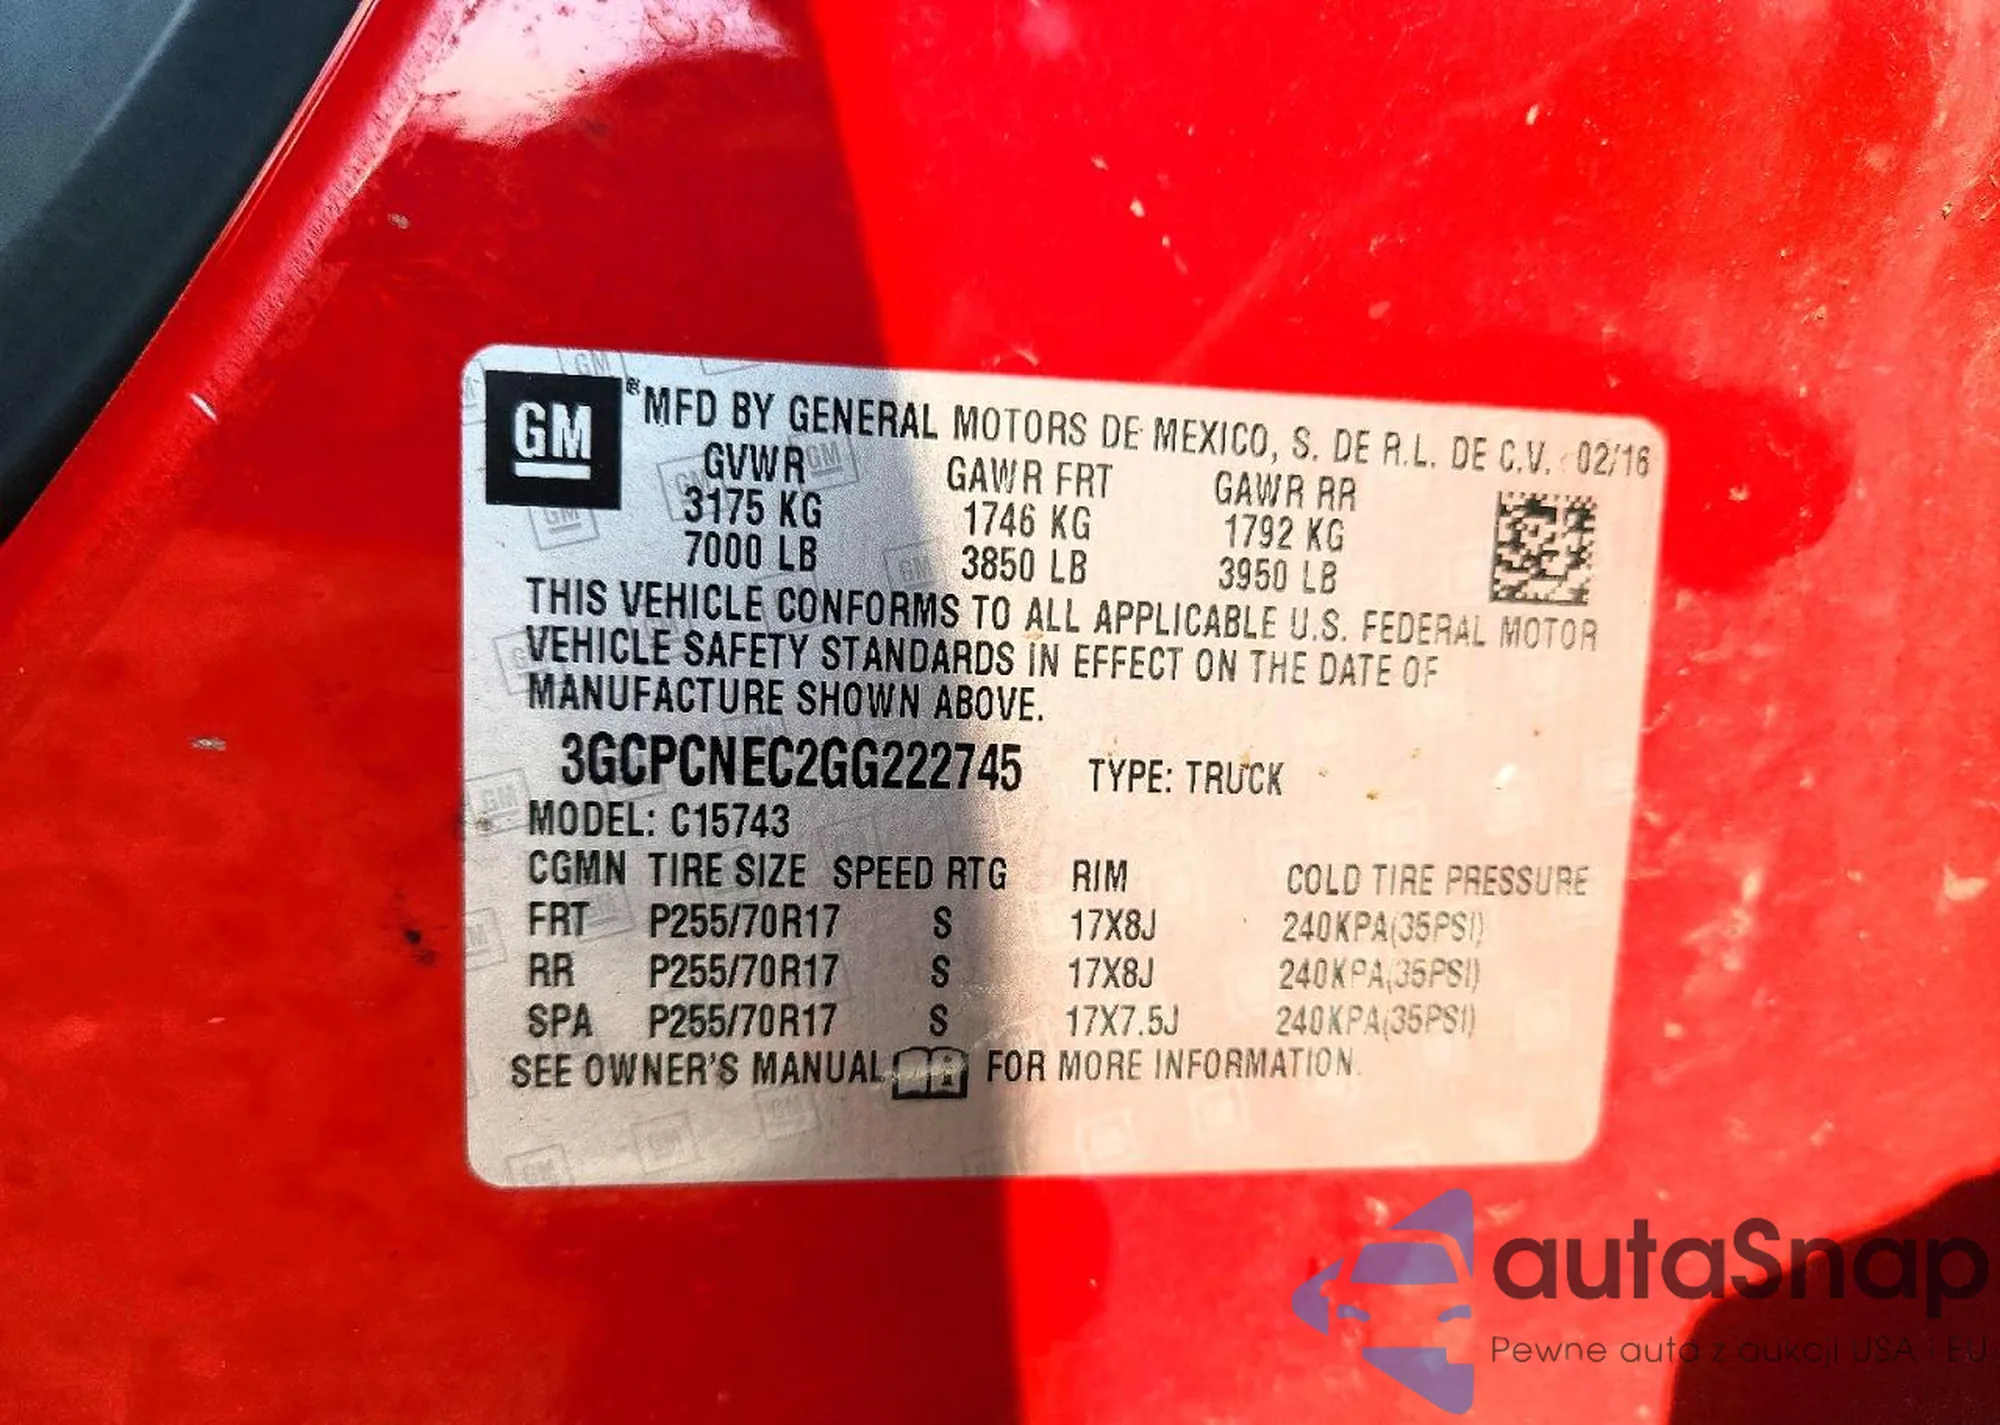 GM ® MFD BY GENERAL MOTORS DE MEXICO, S. DE R.L. DE C.V. 02/16
GVWR GAWR FRT GAWR RR
3175 KG 1746 KG 1792 KG
7000 LB 3850 LB 3950 LB
THIS VEHICLE CONFORMS TO ALL APPLICABLE U.S. FEDERAL MOTOR
VEHICLE SAFETY STANDARDS IN EFFECT ON THE DATE OF
MANUFACTURE SHOWN ABOVE.
3GCPCNEC2GG222745 TYPE: TRUCK
MODEL: C15743
CGMN TIRE SIZE SPEED RTG RIM COLD TIRE PRESSURE
FRT P255/70R17 S 17X8J 240KPA(35PSI)
RR P255/70R17 S 17X8J 240KPA(35PSI)
SPA P255/70R17 S 17X7.5J 240KPA(35PSI)
SEE OWNER'S MANUAL FOR MORE INFORMATION.
autaSnap
Pewne auta z aukcji USA i EU